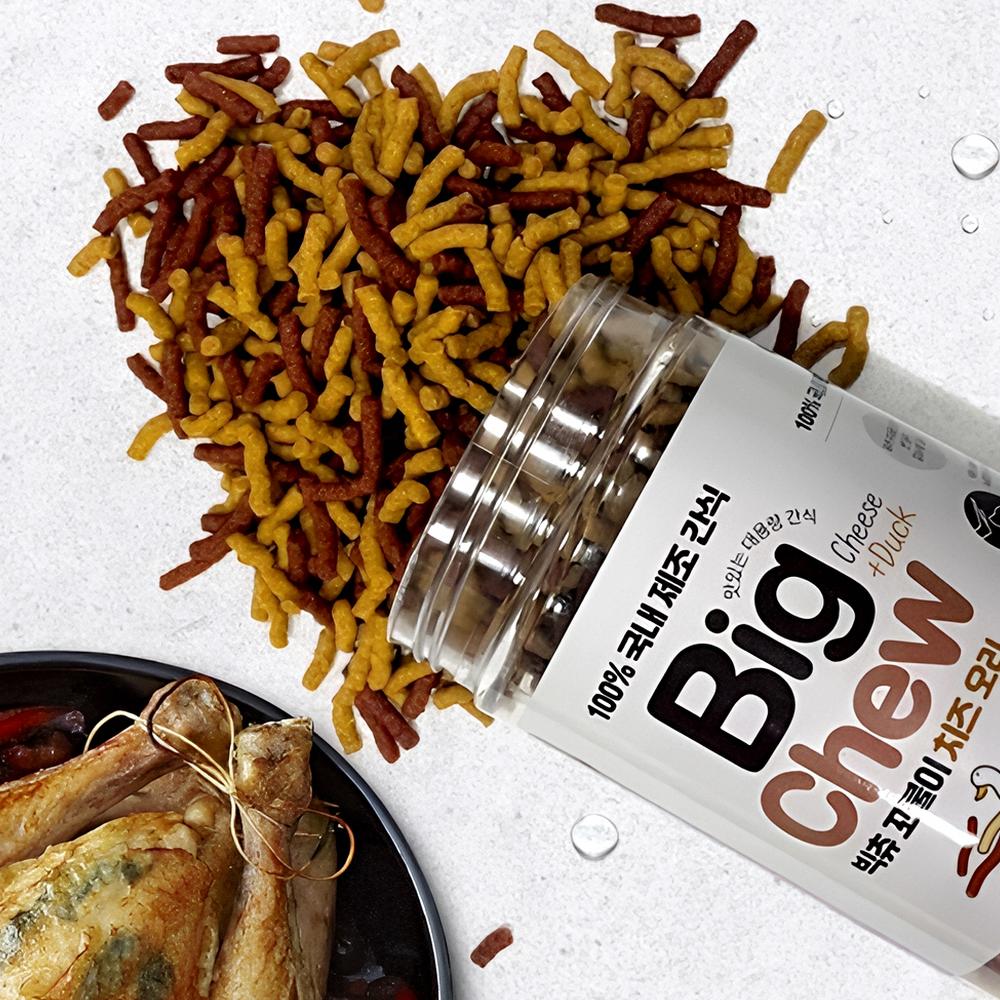 100% 국내 제조 간식
맛있는 대용량 간식
Big
Cheese
+Duck
Chew
빅츄 꼬물이 치즈 오리